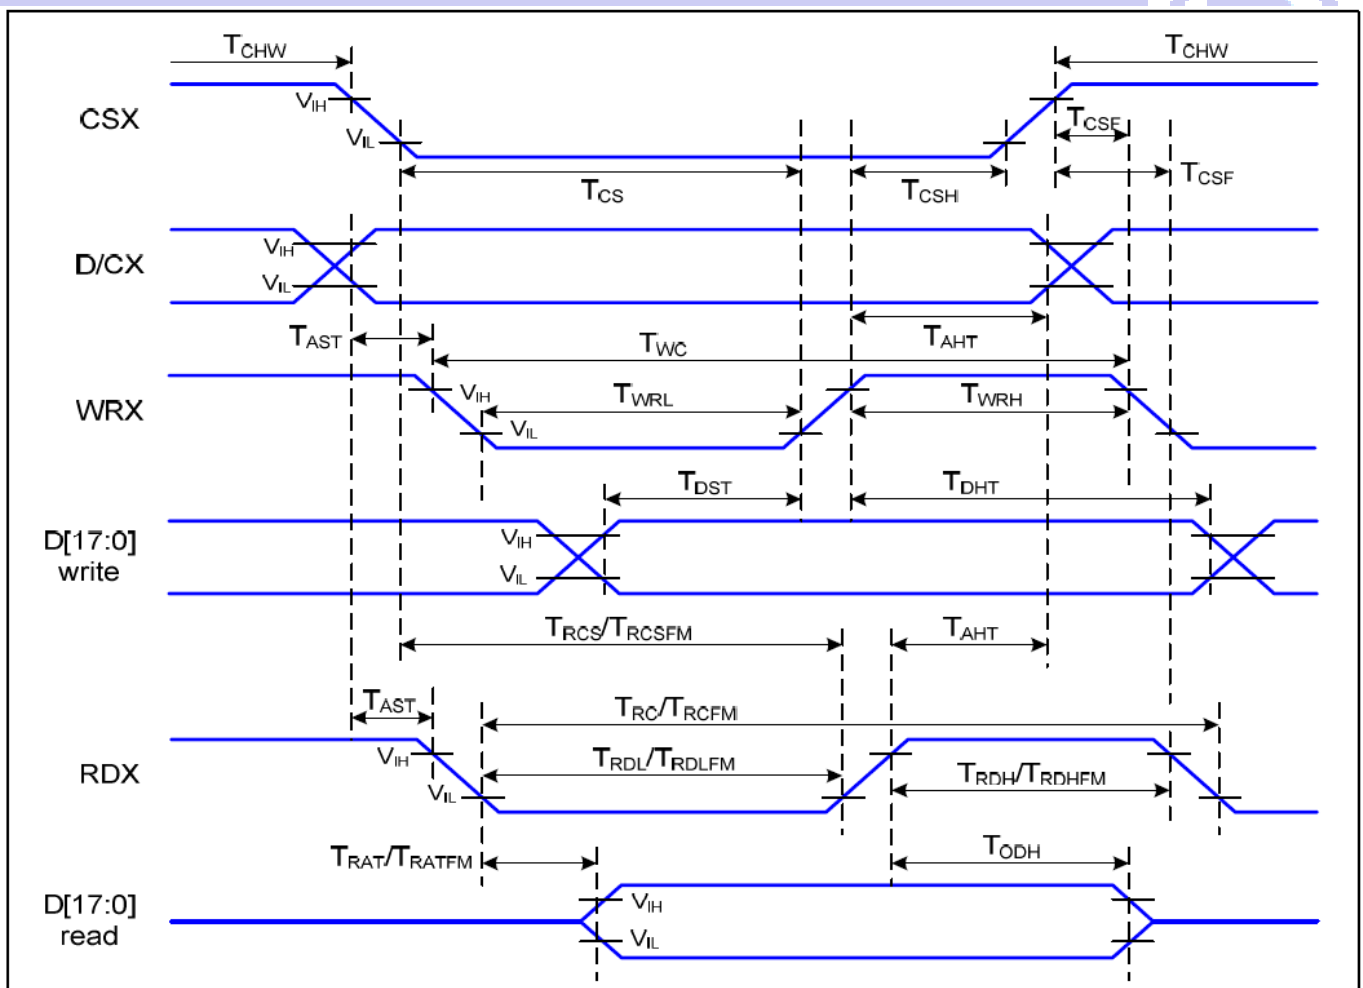 TCHW TCHW
VIH
CSX
TCSF
VIL
TCS TCSH TCSF
VIH
D/CX
VIL
TAST TWC TAHT
VIH TWRL TWRH
WRX
VIL
TDST TDHT
D[17:0]
write
VIH
VIL
TRCS/TRCSFM TAHT
TAST TRC/TRCFM
VIH TRDL/TRDLFM
RDX TRDH/TRDHFM
VIL
TRAT/TRATFM TODH
D[17:0]
read
VIH
VIL